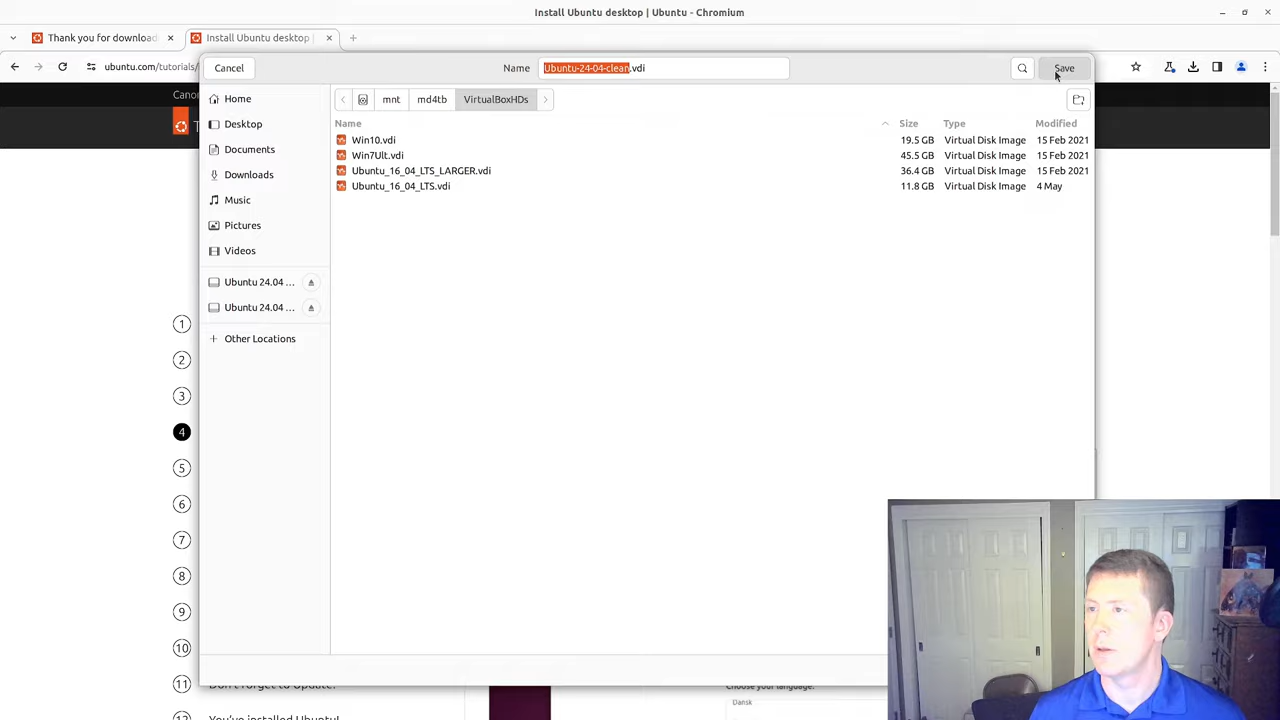 Install Ubuntu desktop | Ubuntu - Chromium
Thank you for downloa
Install Ubuntu desktop |
ubuntu.com/tutorials/
Cancel
Name
Ubuntu-24-04-clean.vdi
Save
Home
mnt
md4tb
VirtualBoxHDs
Name
Size
Type
Modified
Desktop
Documents
Downloads
Music
Pictures
Videos
Ubuntu 24.04 ...
Ubuntu 24.04 ...
Other Locations
Win10.vdi 19.5 GB Virtual Disk Image 15 Feb 2021
Win7Ult.vdi 45.5 GB Virtual Disk Image 15 Feb 2021
Ubuntu_16_04_LTS_LARGER.vdi 36.4 GB Virtual Disk Image 15 Feb 2021
Ubuntu_16_04_LTS.vdi 11.8 GB Virtual Disk Image 4 May
Canon
T
1
2
3
4
5
6
7
8
9
10
11 Don't forget to update!
12 You've installed Ubuntu!
Choose your language:
Dansk